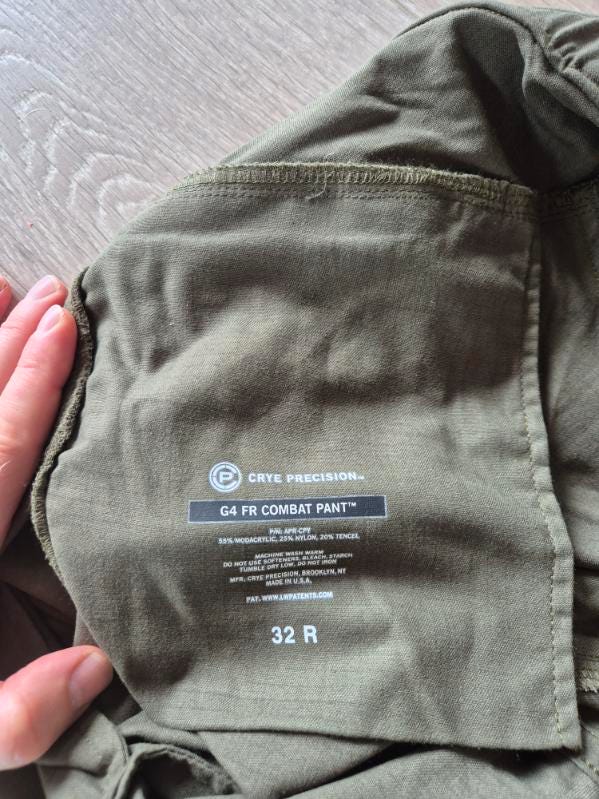 CRYE PRECISION™
G4 FR COMBAT PANT™
P/N: APR-CPF
55% MODACRYLIC, 25% NYLON, 20% TENCEL
MACHINE WASH WARM
DO NOT USE SOFTENERS, BLEACH, STARCH
TUMBLE DRY LOW, DO NOT IRON
MFR. CRYE PRECISION, BROOKLYN, NY
MADE IN U.S.A.
PAT. WWW.LWPATENTS.COM
32 R